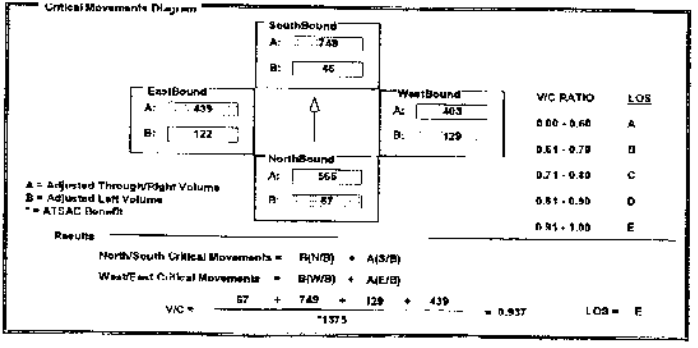 Critical Movements Diagram
SouthBound
A: 749
B: 46
EastBound
A: 439
B: 122
WestBound
A: 403
B: 129
NorthBound
A: 566
B: 67
V/C RATIO LOS
0.00 - 0.60 A
0.61 - 0.70 B
0.71 - 0.80 C
0.81 - 0.90 D
0.91 - 1.00 E
A = Adjusted Through/Right Volume
B = Adjusted Left Volume
* = ATSAC Benefit
Results
North/South Critical Movements = B(N/B) + A(S/B)
West/East Critical Movements = B(W/B) + A(E/B)
67 + 749 + 129 + 439
V/C = = 0.937 LOS = E
*1375